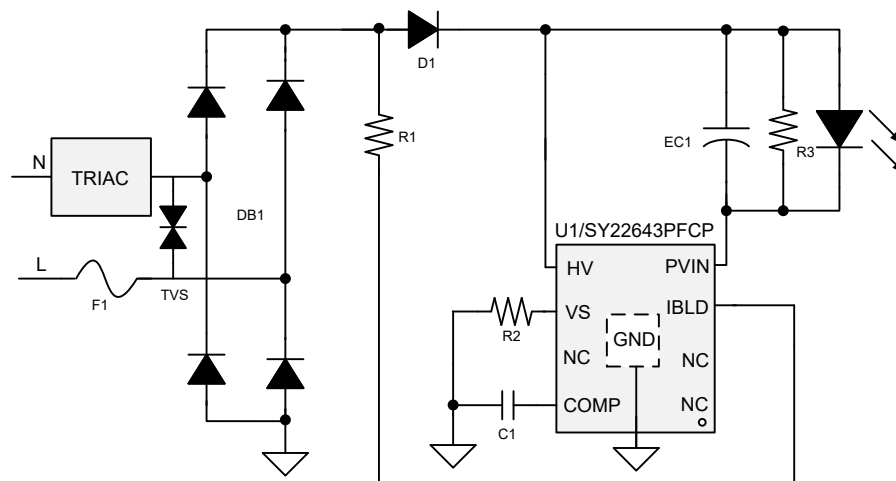 D1
R1
EC1
R3
N
TRIAC
DB1
U1/SY22643PFCP
L
F1
TVS
HV
PVIN
VS
IBLD
R2
GND
NC
NC
COMP
NC
C1